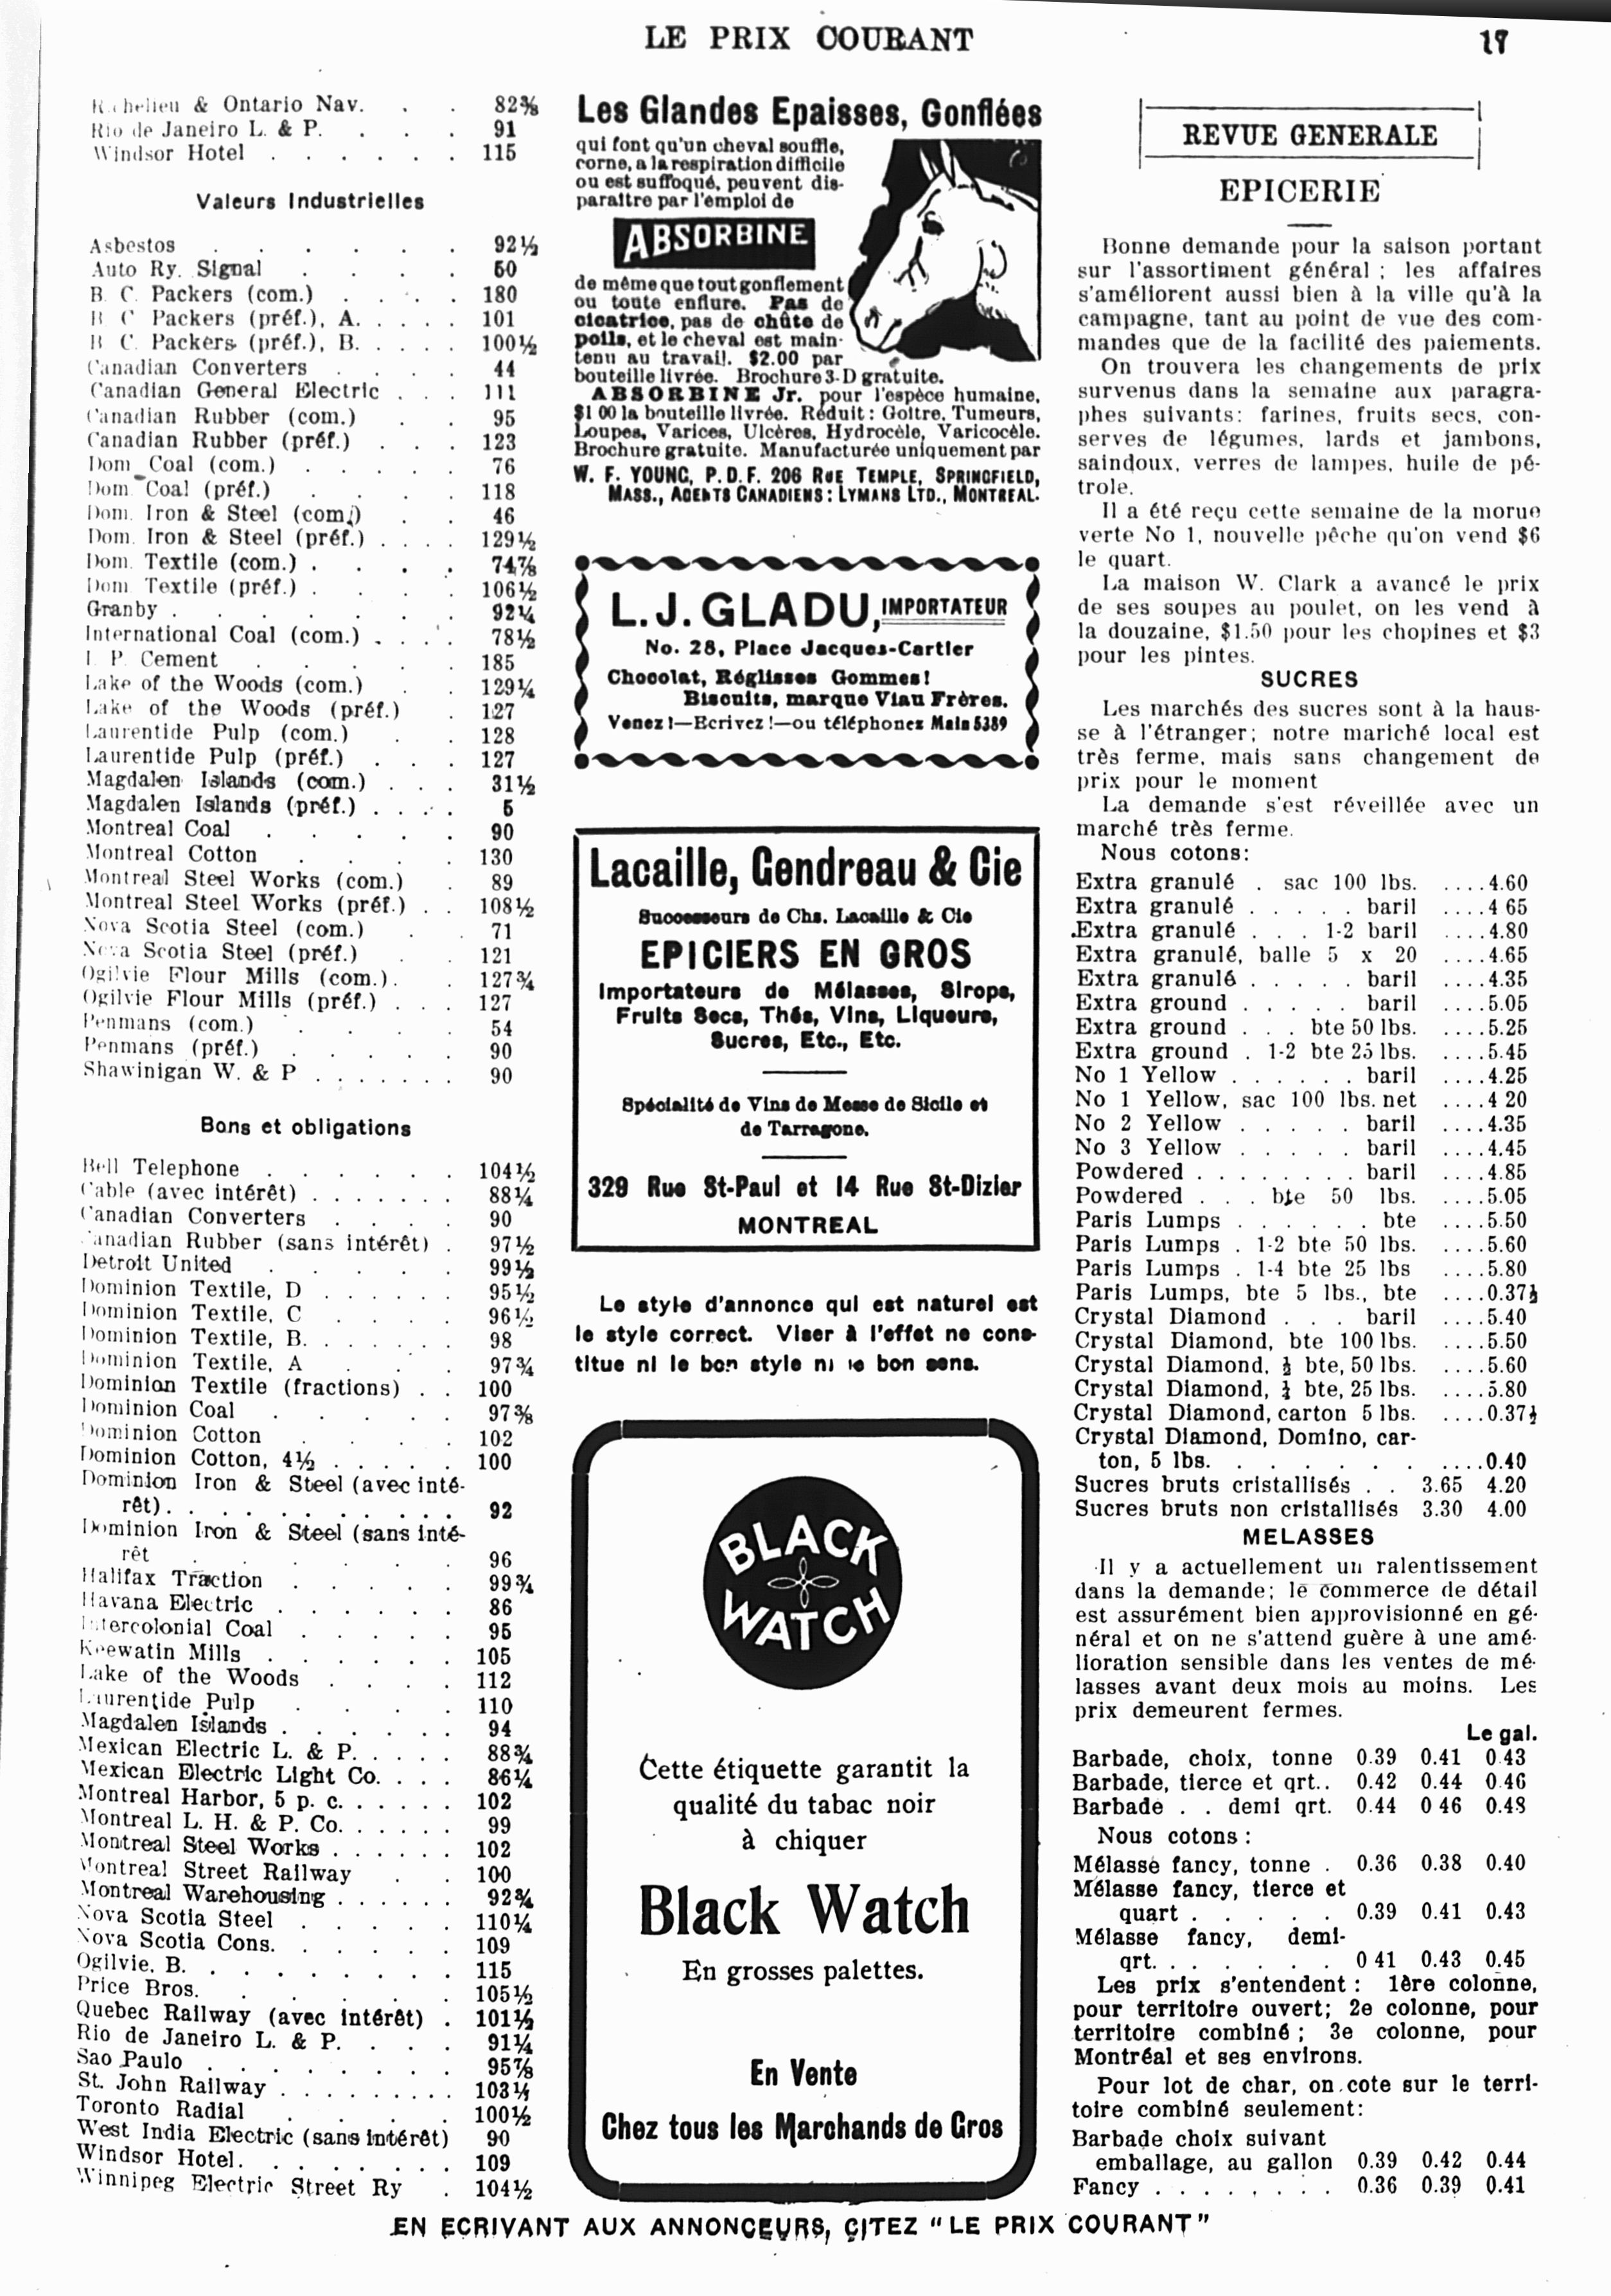 LE PRIX COURANT
17
Richelieu & Ontario Nav. . . 82⅜
Rio de Janeiro L. & P. . . . 91
Windsor Hotel . . . . . . 115
Valeurs Industrielles
Asbestos . . . . . . 92½
Auto Ry. Signal . . . . 50
B. C. Packers (com.) . . . . 180
B C Packers (préf.), A. . . . . 101
B C. Packers (préf.), B. . . . . 100½
Canadian Converters . . . . 44
Canadian General Electric . . . 111
Canadian Rubber (com.) . . 95
Canadian Rubber (préf.) . . . 123
Dom. Coal (com.) . . . . . 76
Dom. Coal (préf.) . . . . 118
Dom. Iron & Steel (com.) . . 46
Dom. Iron & Steel (préf.) . . . . 129½
Dom. Textile (com.) . . . . 74⅞
Dom. Textile (préf.) . . . . 106½
Granby . . . . . . . 92¼
International Coal (com.) . . . . 78½
I. P. Cement . . . . . 185
Lake of the Woods (com.) . . 129¼
Lake of the Woods (préf.) . 127
Laurentide Pulp (com.) . . 128
Laurentide Pulp (préf.) . . . 127
Magdalen Islands (com.) . . . 31½
Magdalen Islands (préf.) . . . . . 5
Montreal Coal . . . . . 90
Montreal Cotton . . . . 130
Montreal Steel Works (com.) . 89
Montreal Steel Works (préf.) . . 108½
Nova Scotia Steel (com.) . . 71
Nova Scotia Steel (préf.) . . 121
Ogilvie Flour Mills (com.). . 127¾
Ogilvie Flour Mills (préf.) . . . 127
Penmans (com.) . . . . 54
Penmans (préf.) . . . . . 90
Shawinigan W. & P . . . . . . . 90
Bons et obligations
Bell Telephone . . . . . . 104½
Cable (avec intérêt) . . . . . . . 88¼
Canadian Converters . . . . 90
Canadian Rubber (sans intérêt) . 97½
Detroit United . . . . . 99½
Dominion Textile, D . . . . . . 95½
Dominion Textile, C . . . . 96½
Dominion Textile, B. . . . . . . 98
Dominion Textile, A . . . 97¾
Dominion Textile (fractions) . . 100
Dominion Coal . . . . . 97⅜
Dominion Cotton . . . . 102
Dominion Cotton, 4½ . . . . . 100
Dominion Iron & Steel (avec inté-
rêt). . . . . . . . . . . . 92
Dominion Iron & Steel (sans inté-
rêt . . . . . . 96
Halifax Traction . . . . . 99¾
Havana Electric . . . . . . 86
Intercolonial Coal . . . . . 95
Keewatin Mills . . . . . . 105
Lake of the Woods . . . . 112
Laurentide Pulp . . . . 110
Magdalen Islands . . . . . . 94
Mexican Electric L. & P. . . . . 88¾
Mexican Electric Light Co. . . . 86¼
Montreal Harbor, 5 p. c. . . . . . 102
Montreal L. H. & P. Co. . . . . . 99
Montreal Steel Works . . . . . . 102
Montreal Street Railway . . 100
Montreal Warehousing . . . . . . 92¾
Nova Scotia Steel . . . . . 110¼
Nova Scotia Cons. . . . . . 109
Ogilvie, B. . . . . . . . . 115
Price Bros. . . . . . . 105½
Quebec Railway (avec intérêt) . 101½
Rio de Janeiro L. & P. . . . 91¼
Sao Paulo . . . . . . . . 95⅞
St. John Railway . . . . . . . . . 103¼
Toronto Radial . . . . . 100½
West India Electric (sans intérêt) 90
Windsor Hotel. . . . . . . . 109
Winnipeg Electric Street Ry . 104½
Les Glandes Epaisses, Gonflées
qui font qu'un cheval souffle,
corne, a la respiration difficile
ou est suffoqué, peuvent dis-
paraître par l'emploi de
ABSORBINE
de même que tout gonflement
ou toute enflure. Pas de
cicatrice, pas de chûte de
poils, et le cheval est main-
tenu au travail. $2.00 par
bouteille livrée. Brochure 3-D gratuite.
ABSORBINE Jr. pour l'espèce humaine,
$1 00 la bouteille livrée. Réduit: Goître, Tumeurs,
Loupes, Varices, Ulcères, Hydrocèle, Varicocèle.
Brochure gratuite. Manufacturée uniquement par
W. F. YOUNG, P.D.F. 206 RUE TEMPLE, SPRINGFIELD,
MASS., AGENTS CANADIENS: LYMANS LTD., MONTREAL.
L. J. GLADU, IMPORTATEUR
No. 28, Place Jacques-Cartier
Chocolat, Réglisses Gommes!
Biscuits, marque Viau Frères.
Venez!—Ecrivez!—ou téléphonez Main 5389
Lacaille, Gendreau & Cie
Successeurs de Chs. Lacaille & Cie
EPICIERS EN GROS
Importateurs de Mélasses, Sirops,
Fruits Secs, Thés, Vins, Liqueurs,
Sucres, Etc., Etc.
Spécialité de Vins de Messe de Sicile et
de Tarragone.
329 Rue St-Paul et 14 Rue St-Dizier
MONTREAL
Le style d'annonce qui est naturel est
le style correct. Viser à l'effet ne cons-
titue ni le bon style ni le bon sens.
BLACK
WATCH
Cette étiquette garantit la
qualité du tabac noir
à chiquer
Black Watch
En grosses palettes.
En Vente
Chez tous les Marchands de Gros
REVUE GENERALE
EPICERIE
Bonne demande pour la saison portant
sur l'assortiment général; les affaires
s'améliorent aussi bien à la ville qu'à la
campagne, tant au point de vue des com-
mandes que de la facilité des paiements.
On trouvera les changements de prix
survenus dans la semaine aux paragra-
phes suivants: farines, fruits secs, con-
serves de légumes, lards et jambons,
saindoux, verres de lampes, huile de pé-
trole.
Il a été reçu cette semaine de la morue
verte No 1, nouvelle pêche qu'on vend $6
le quart.
La maison W. Clark a avancé le prix
de ses soupes au poulet, on les vend à
la douzaine, $1.50 pour les chopines et $3
pour les pintes.
SUCRES
Les marchés des sucres sont à la haus-
se à l'étranger; notre mariché local est
très ferme, mais sans changement de
prix pour le moment
La demande s'est réveillée avec un
marché très ferme.
Nous cotons:
Extra granulé . sac 100 lbs. ....4.60
Extra granulé . . . . . baril ....4 65
Extra granulé . . . 1-2 baril ....4.80
Extra granulé, balle 5 x 20 ....4.65
Extra granulé . . . . . baril ....4.35
Extra ground . . . . . baril ....5.05
Extra ground . . . bte 50 lbs. ....5.25
Extra ground . 1-2 bte 25 lbs. ....5.45
No 1 Yellow . . . . . . baril ....4.25
No 1 Yellow, sac 100 lbs. net ....4 20
No 2 Yellow . . . . . baril ....4.35
No 3 Yellow . . . . . baril ....4.45
Powdered . . . . . . . . baril ....4.85
Powdered . . . bte 50 lbs. ....5.05
Paris Lumps . . . . . . bte ....5.50
Paris Lumps . 1-2 bte 50 lbs. ....5.60
Paris Lumps . 1-4 bte 25 lbs ....5.80
Paris Lumps, bte 5 lbs., bte ....0.37½
Crystal Diamond . . . baril ....5.40
Crystal Diamond, bte 100 lbs. ....5.50
Crystal Diamond, ½ bte, 50 lbs. ....5.60
Crystal Diamond, ¼ bte, 25 lbs. ....5.80
Crystal Diamond, carton 5 lbs. ....0.37½
Crystal Diamond, Domino, car-
ton, 5 lbs. . . . . . . ....0.40
Sucres bruts cristallisés . . 3.65 4.20
Sucres bruts non cristallisés 3.30 4.00
MELASSES
Il y a actuellement un ralentissement
dans la demande; le commerce de détail
est assurément bien approvisionné en gé-
néral et on ne s'attend guère à une amé-
lioration sensible dans les ventes de mé-
lasses avant deux mois au moins. Les
prix demeurent fermes.
Le gal.
Barbade, choix, tonne 0.39 0.41 0.43
Barbade, tierce et qrt.. 0.42 0.44 0.46
Barbade . . demi qrt. 0.44 0 46 0.48
Nous cotons:
Mélasse fancy, tonne . 0.36 0.38 0.40
Mélasse fancy, tierce et
quart . . . . . 0.39 0.41 0.43
Mélasse fancy, demi-
qrt. . . . . . . 0 41 0.43 0.45
Les prix s'entendent: 1ère colonne,
pour territoire ouvert; 2e colonne, pour
territoire combiné; 3e colonne, pour
Montréal et ses environs.
Pour lot de char, on cote sur le terri-
toire combiné seulement:
Barbade choix suivant
emballage, au gallon 0.39 0.42 0.44
Fancy . . . . . . . . 0.36 0.39 0.41
EN ECRIVANT AUX ANNONCEURS, CITEZ "LE PRIX COURANT"